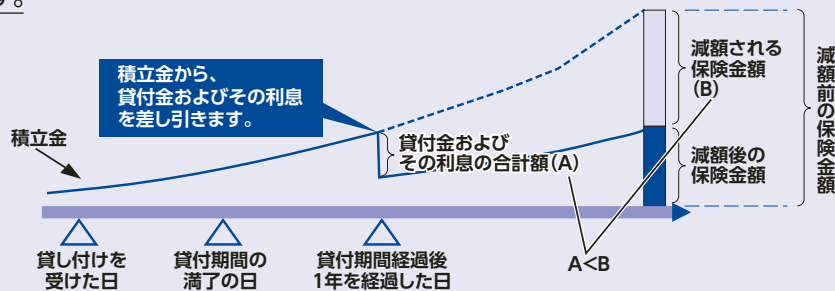 す。
積立金から、
貸付金およびその利息
を差し引きます。
積立金
貸付金および
その利息の合計額(A)
減額される
保険金額
(B)
減額後の
保険金額
減額前の保険金額
貸し付けを
受けた日
貸付期間の
満了の日
貸付期間経過後
1年を経過した日
A<B